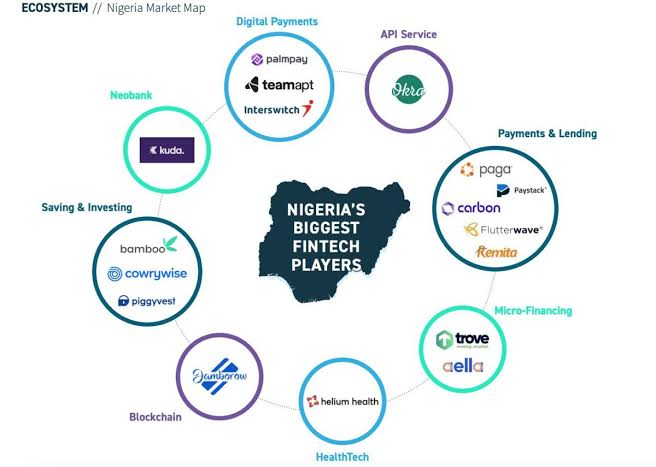 ECOSYSTEM // Nigeria Market Map
Digital Payments
palmpay
teamapt
Interswitch
API Service
Okra
Neobank
kuda.
Payments & Lending
paga
Paystack
carbon
Flutterwave®
Remita
Saving & Investing
bamboo
cowrywise
piggyvest
NIGERIA'S
BIGGEST
FINTECH
PLAYERS
Micro-Financing
trove
aella
Jamborow
Blockchain
helium health
HealthTech